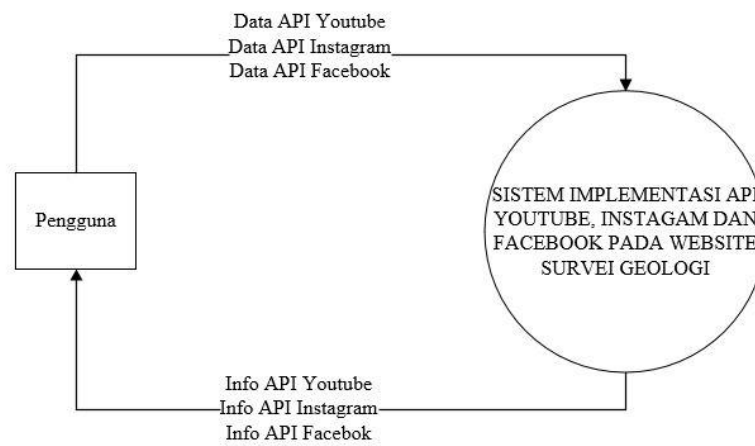 Data API Youtube
Data API Instagram
Data API Facebook
Pengguna
SISTEM IMPLEMENTASI API
YOUTUBE, INSTAGAM DAN
FACEBOOK PADA WEBSITE
SURVEI GEOLOGI
Info API Youtube
Info API Instagram
Info API Facebok